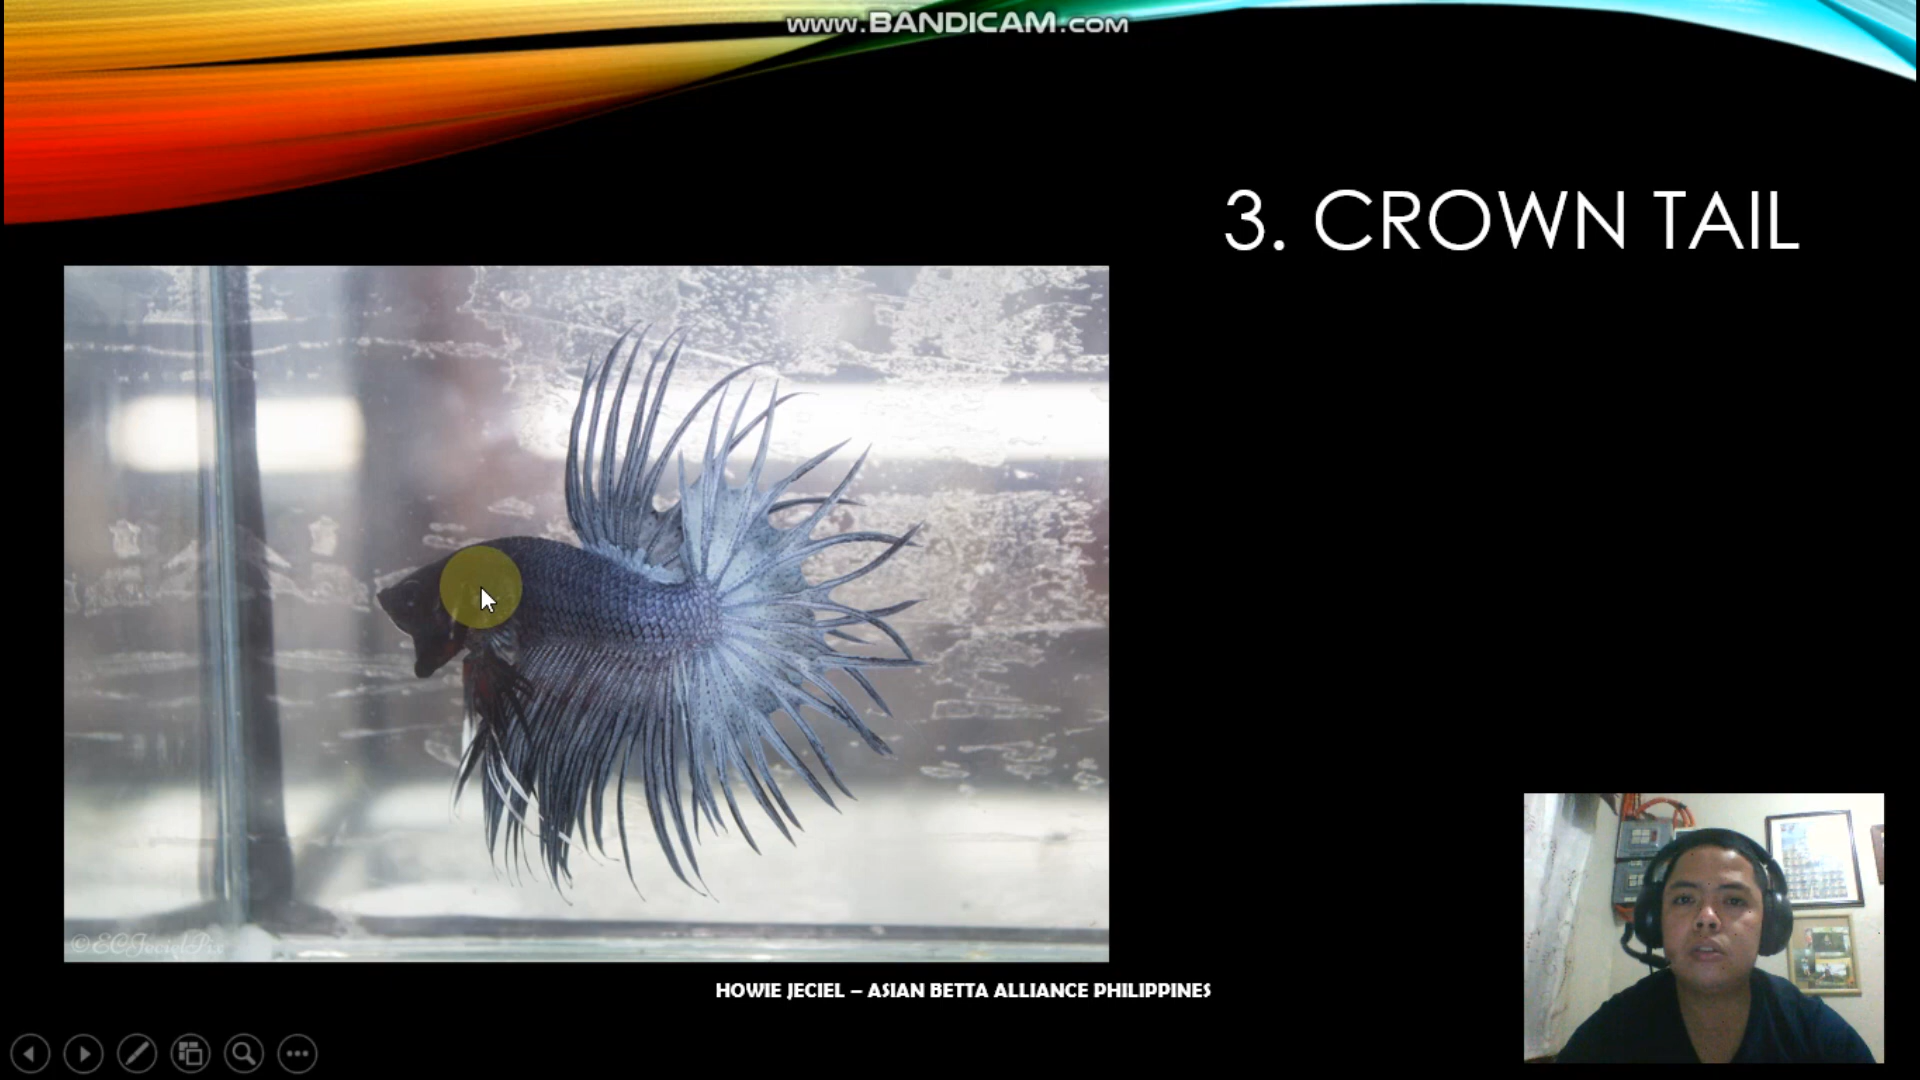 www.BANDICAM.com
3. CROWN TAIL
©ECJecielPix
HOWIE JECIEL – ASIAN BETTA ALLIANCE PHILIPPINES